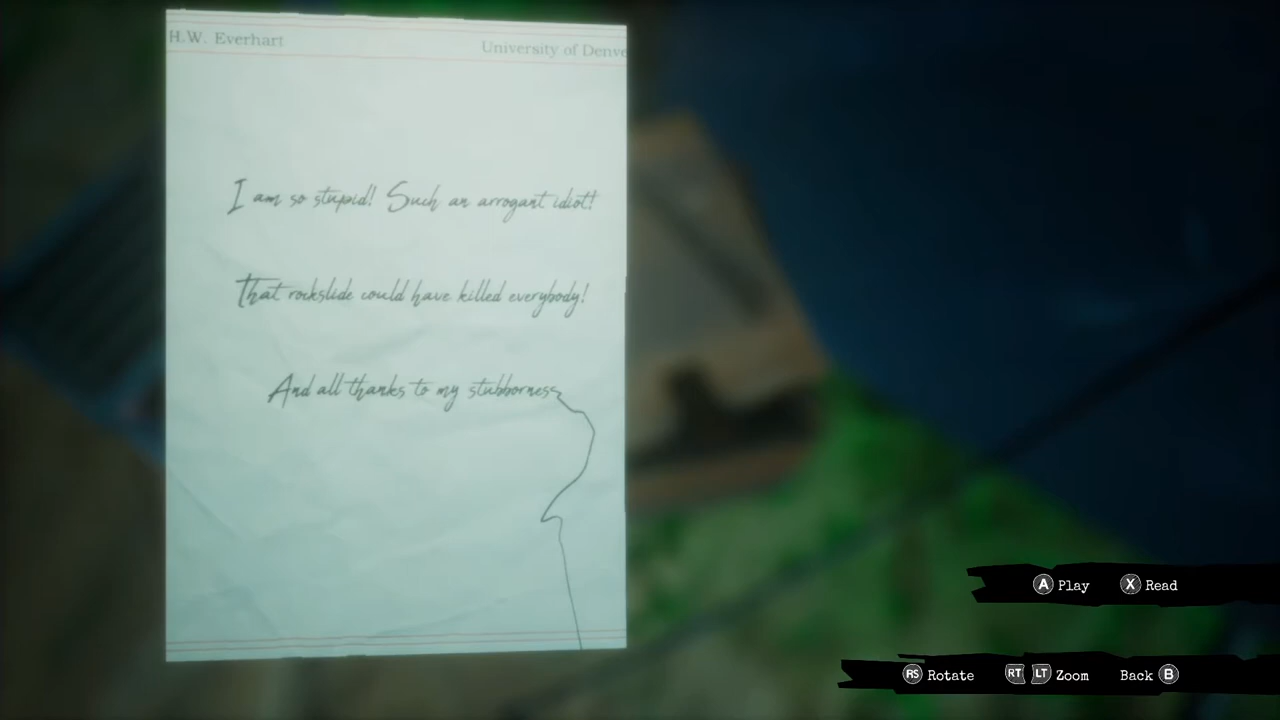 H.W. Everhart
University of Denve
I am so stupid! Such an arrogant idiot!
That rockslide could have killed everybody!
And all thanks to my stubborness
A Play X Read
RS Rotate RT LT Zoom Back B